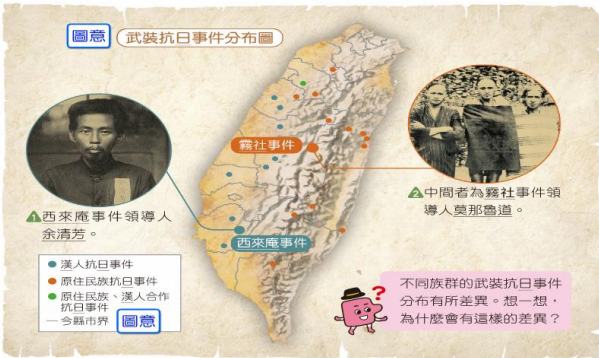 圖意
武裝抗日事件分布圖
霧社事件
西來庵事件
1 西來庵事件領導人
余清芳。
2 中間者為霧社事件領
導人莫那魯道。
漢人抗日事件
原住民族抗日事件
原住民族、漢人合作
抗日事件
今縣市界
圖意
不同族群的武裝抗日事件
分布有所差異。想一想，
為什麼會有這樣的差異？
?